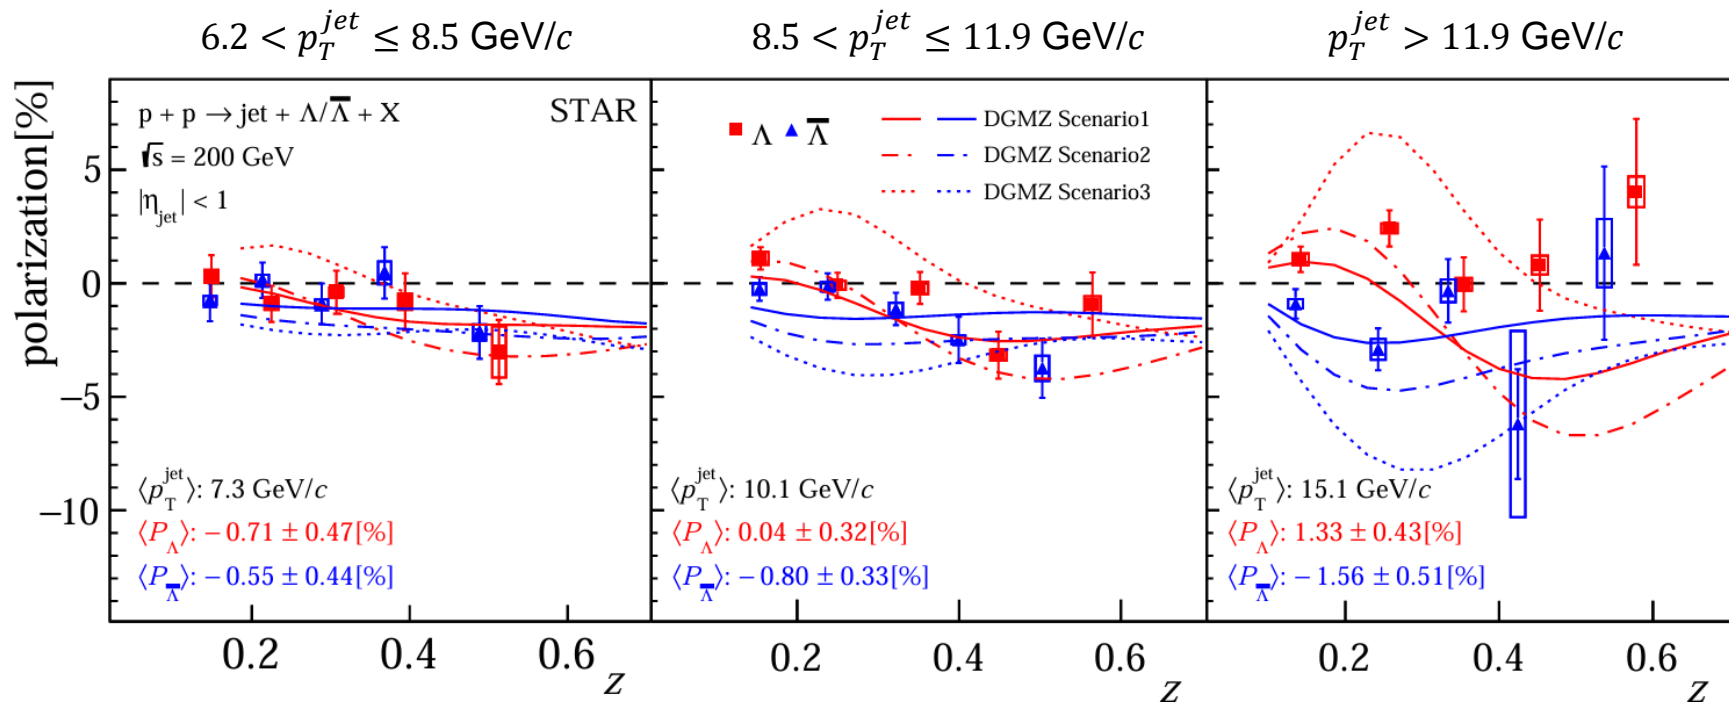 6.2 < p_T^{jet} ≤ 8.5 GeV/c
8.5 < p_T^{jet} ≤ 11.9 GeV/c
p_T^{jet} > 11.9 GeV/c
polarization[%]
5
0
−5
−10
p + p → jet + Λ/Λ̅ + X
STAR
√s = 200 GeV
|η_{jet}| < 1
⟨p_T^{jet}⟩: 7.3 GeV/c
⟨P_Λ⟩: − 0.71 ± 0.47[%]
⟨P_Λ̅⟩: − 0.55 ± 0.44[%]
0.2 0.4 0.6
z
Λ Λ̅
DGMZ Scenario1
DGMZ Scenario2
DGMZ Scenario3
⟨p_T^{jet}⟩: 10.1 GeV/c
⟨P_Λ⟩: 0.04 ± 0.32[%]
⟨P_Λ̅⟩: − 0.80 ± 0.33[%]
0.2 0.4 0.6
z
⟨p_T^{jet}⟩: 15.1 GeV/c
⟨P_Λ⟩: 1.33 ± 0.43[%]
⟨P_Λ̅⟩: − 1.56 ± 0.51[%]
0.2 0.4 0.6
z